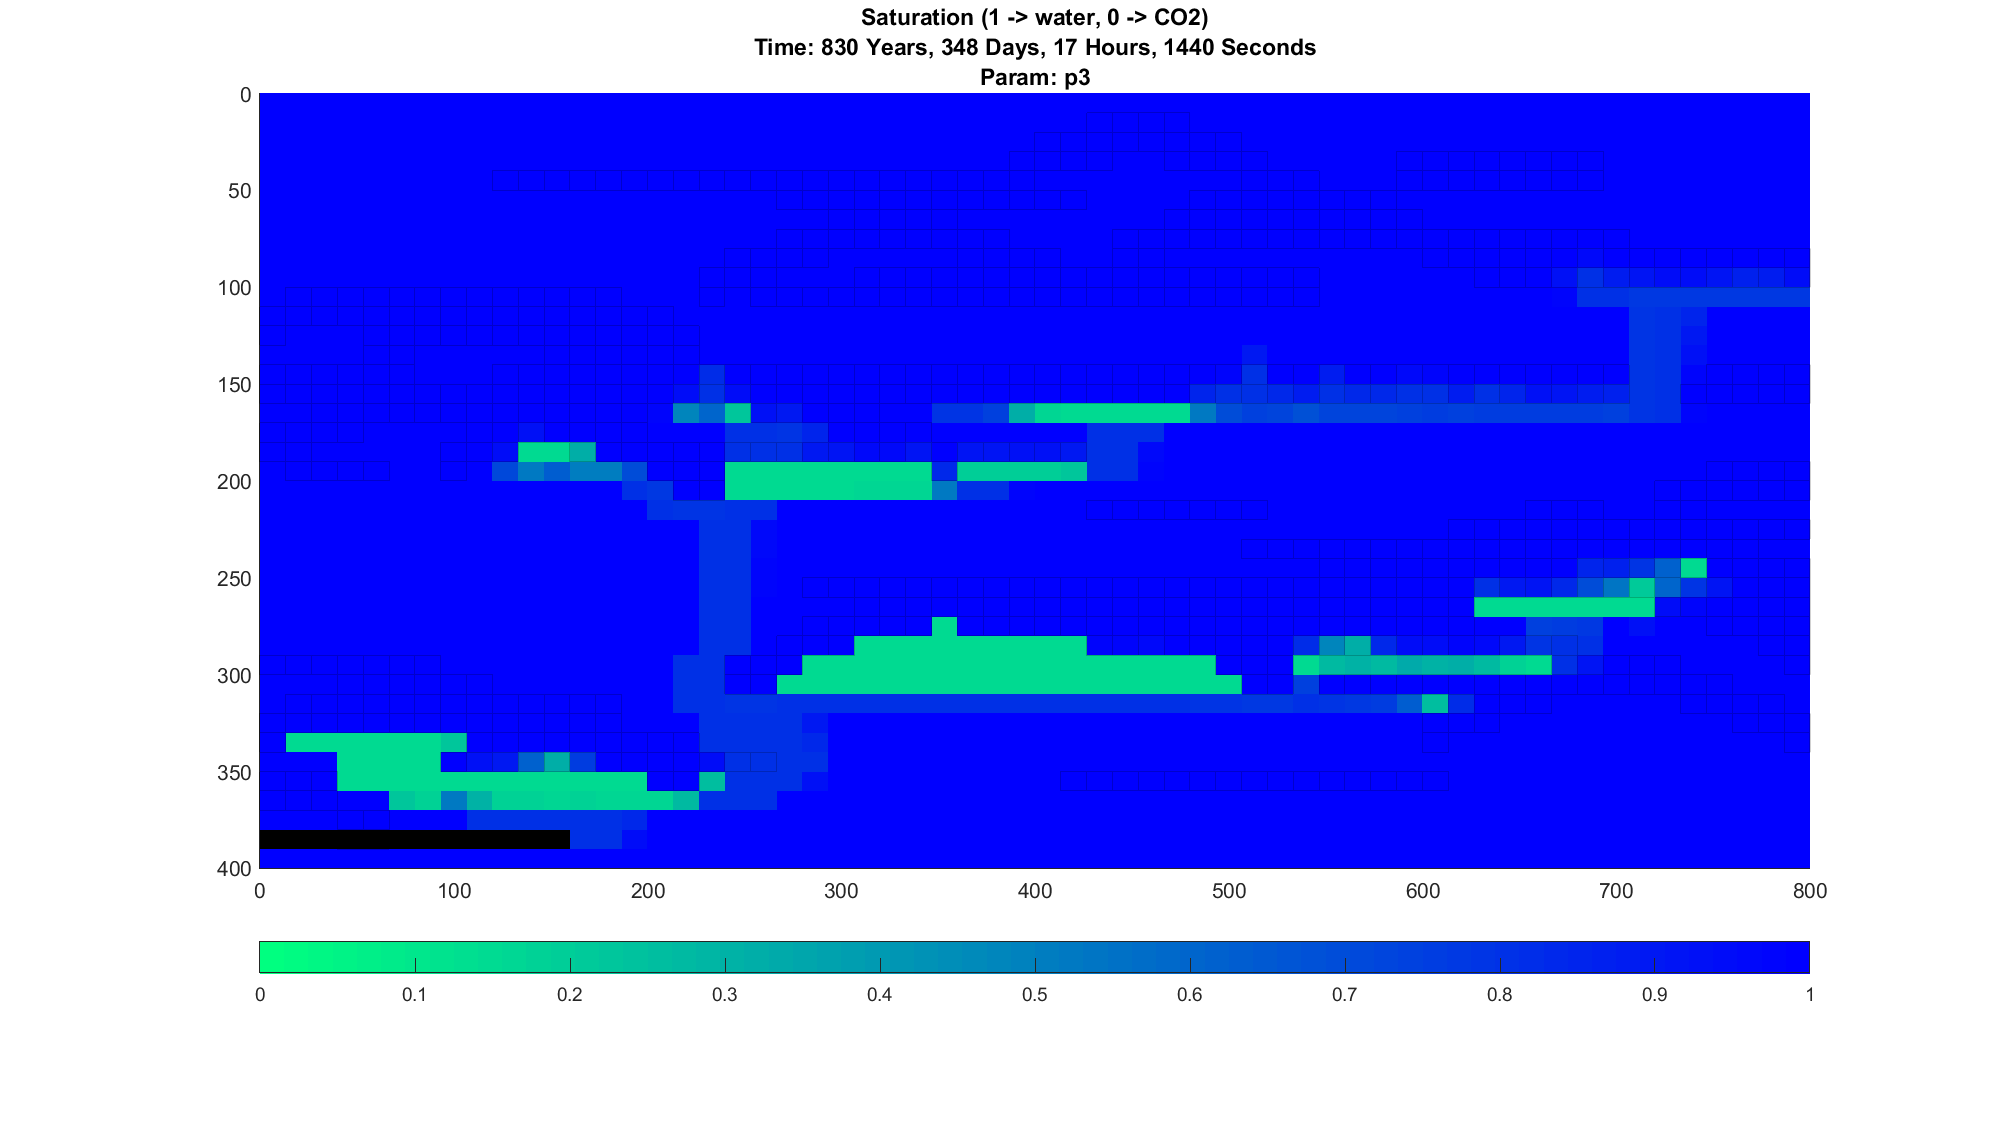 Saturation (1 -> water, 0 -> CO2)
Time: 830 Years, 348 Days, 17 Hours, 1440 Seconds
Param: p3
0
50
100
150
200
250
300
350
400
0 100 200 300 400 500 600 700 800
0 0.1 0.2 0.3 0.4 0.5 0.6 0.7 0.8 0.9 1